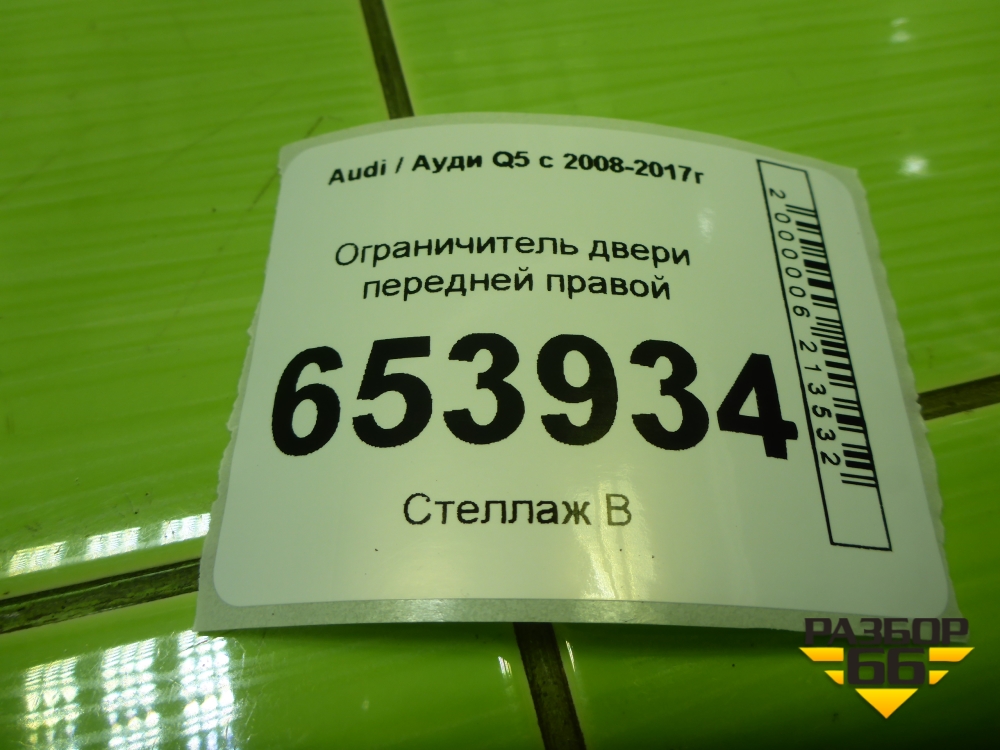 Audi / Ауди Q5 с 2008-2017г
Ограничитель двери
передней правой
653934
Стеллаж В
2000006213532
РАЗБОР
66